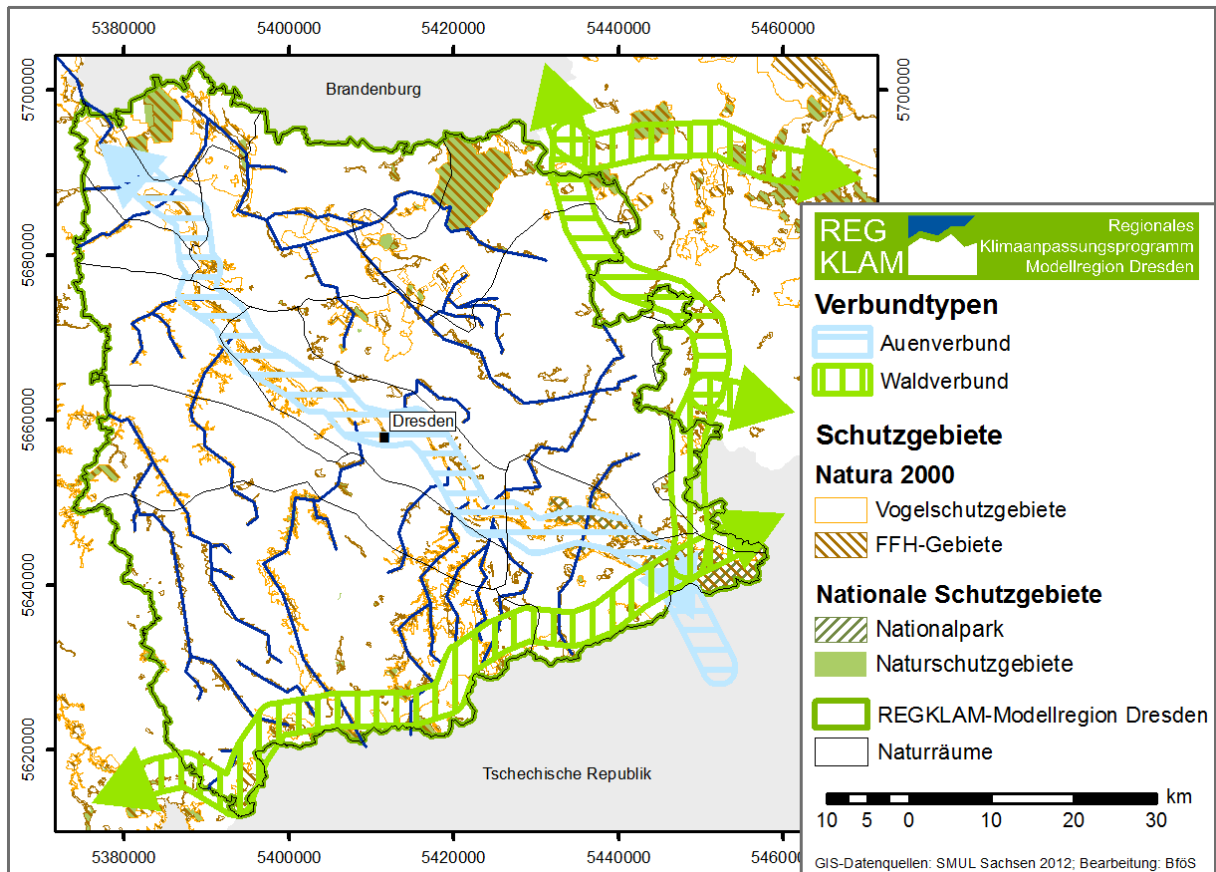 5380000 5400000 5420000 5440000 5460000
5700000
5680000
5660000
5640000
5620000
5700000
Brandenburg
Dresden
Tschechische Republik
5380000 5400000 5420000 5440000 5460000
REG
KLAM
Regionales
Klimaanpassungsprogramm
Modellregion Dresden
Verbundtypen
Auenverbund
Waldverbund
Schutzgebiete
Natura 2000
Vogelschutzgebiete
FFH-Gebiete
Nationale Schutzgebiete
Nationalpark
Naturschutzgebiete
REGKLAM-Modellregion Dresden
Naturräume
km
10 5 0 10 20 30
GIS-Datenquellen: SMUL Sachsen 2012; Bearbeitung: BföS